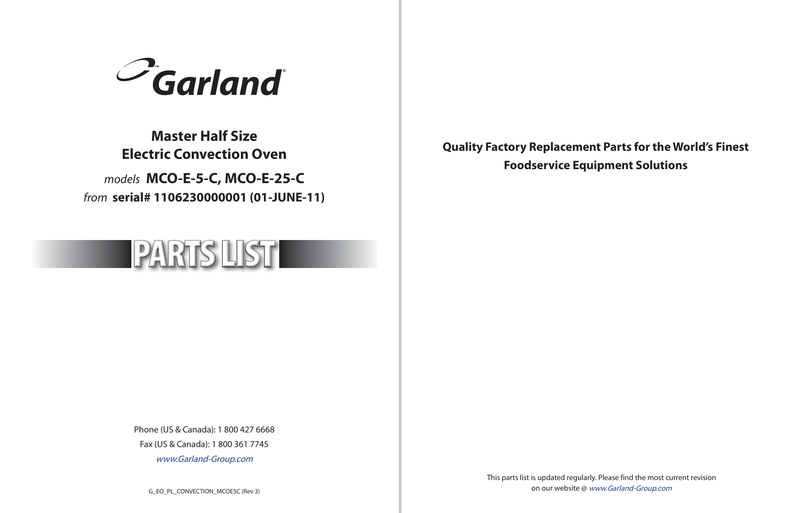 Garland®
Master Half Size
Electric Convection Oven
models MCO-E-5-C, MCO-E-25-C
from serial# 1106230000001 (01-JUNE-11)
PARTS LIST
Phone (US & Canada): 1 800 427 6668
Fax (US & Canada): 1 800 361 7745
www.Garland-Group.com
G_EO_PL_CONVECTION_MCOESC (Rev 3)
Quality Factory Replacement Parts for the World's Finest
Foodservice Equipment Solutions
This parts list is updated regularly. Please find the most current revision
on our website @ www.Garland-Group.com